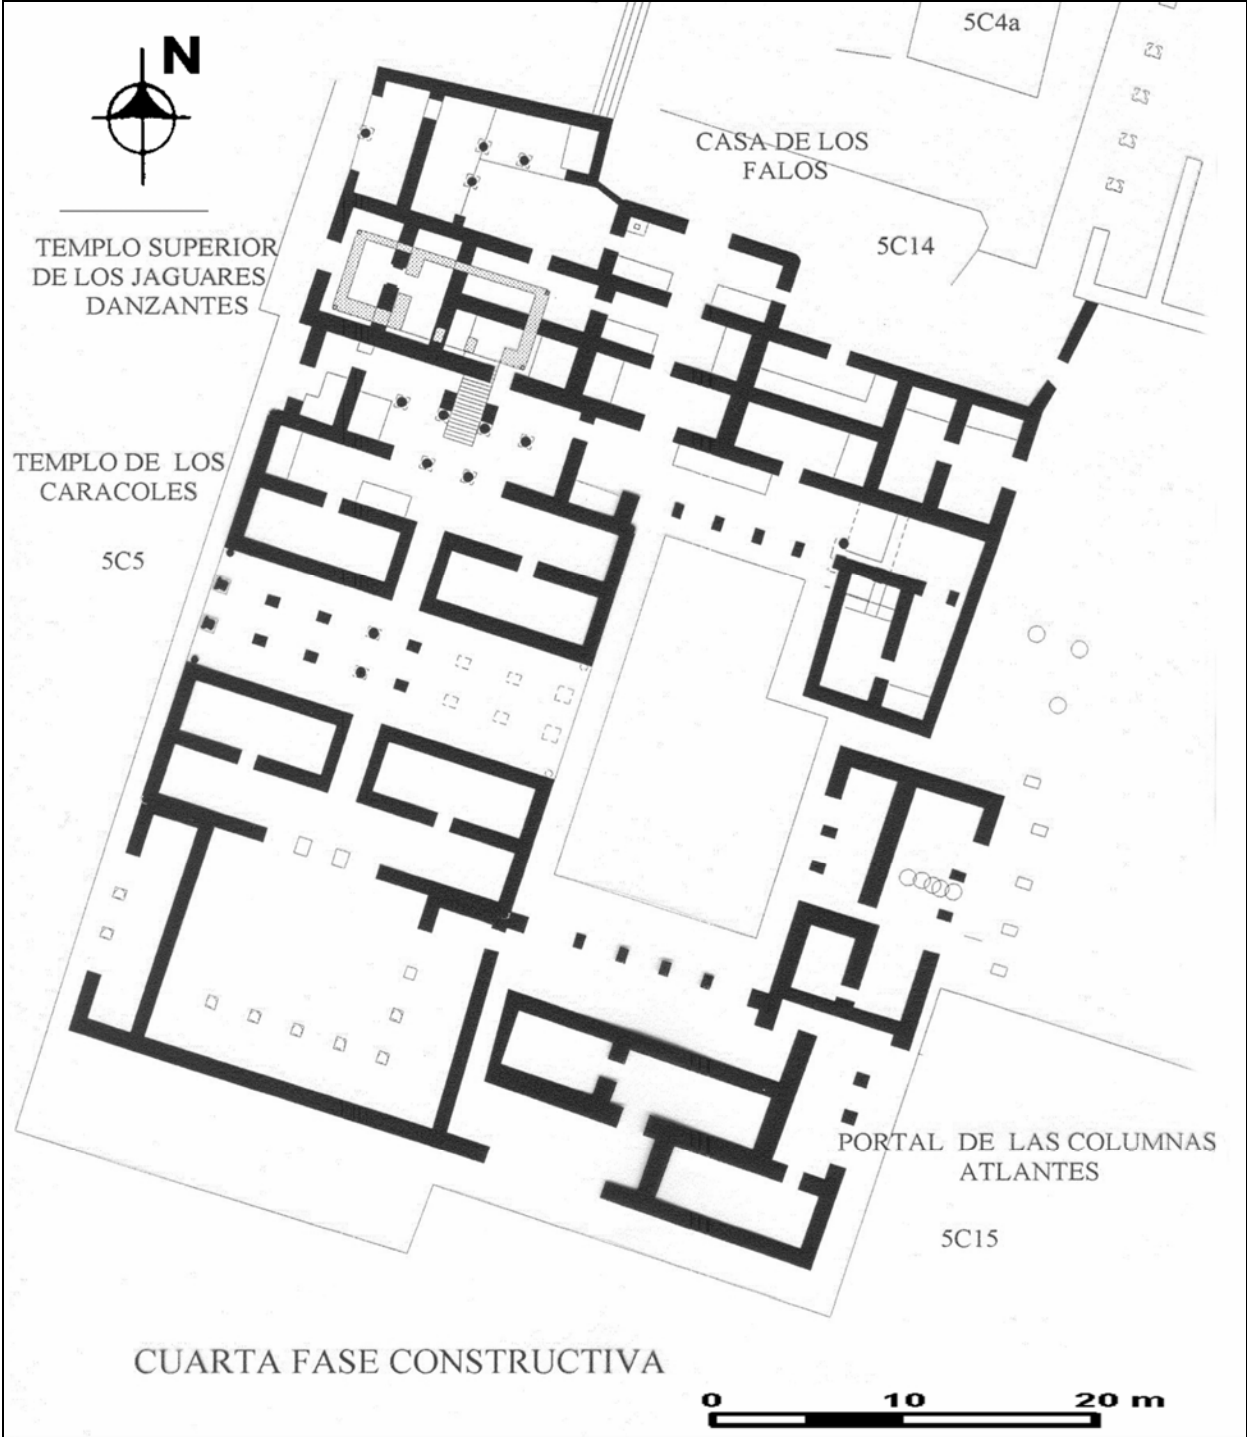 5C4a
N
CASA DE LOS
FALOS
5C14
TEMPLO SUPERIOR
DE LOS JAGUARES
DANZANTES
TEMPLO DE LOS
CARACOLES
5C5
PORTAL DE LAS COLUMNAS
ATLANTES
5C15
CUARTA FASE CONSTRUCTIVA
0 10 20 m